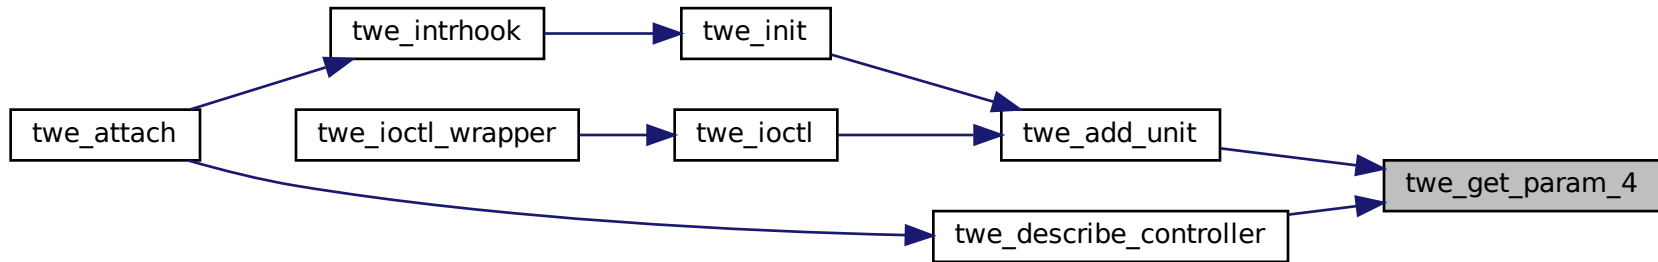 twe_intrhook
twe_init
twe_attach
twe_ioctl_wrapper
twe_ioctl
twe_add_unit
twe_get_param_4
twe_describe_controller